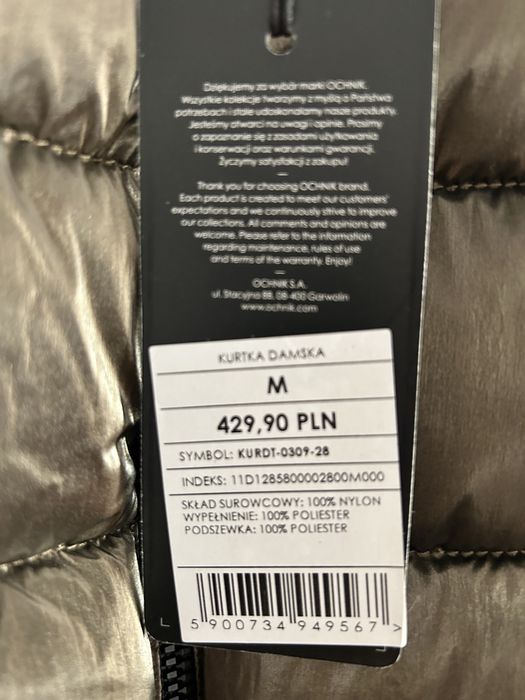 Dziękujemy za wybór marki OCHNIK.
Wszystkie kolekcje tworzymy z myślą o Państwa
potrzebach i stale udoskonalamy nasze produkty.
Jesteśmy otwarci na uwagi i opinie. Prosimy
o zapoznanie się z zasadami użytkowania
i konserwacji oraz warunkami gwarancji.
Życzymy satysfakcji z zakupu!
Thank you for choosing OCHNIK brand.
Each product is created to meet our customers'
expectations and we continuously strive to improve
our collections. All comments and opinions are
welcome. Please refer to the information
regarding maintenance, rules of use
and terms of the warranty. Enjoy!
OCHNIK S.A.
ul. Stacyjna 88, 08-400 Garwolin
www.ochnik.com
KURTKA DAMSKA
M
429,90 PLN
SYMBOL: KURDT-0309-28
INDEKS: 11D1285800002800M000
SKŁAD SUROWCOWY: 100% NYLON
WYPEŁNIENIE: 100% POLIESTER
PODSZEWKA: 100% POLIESTER
5 900734 949567 >